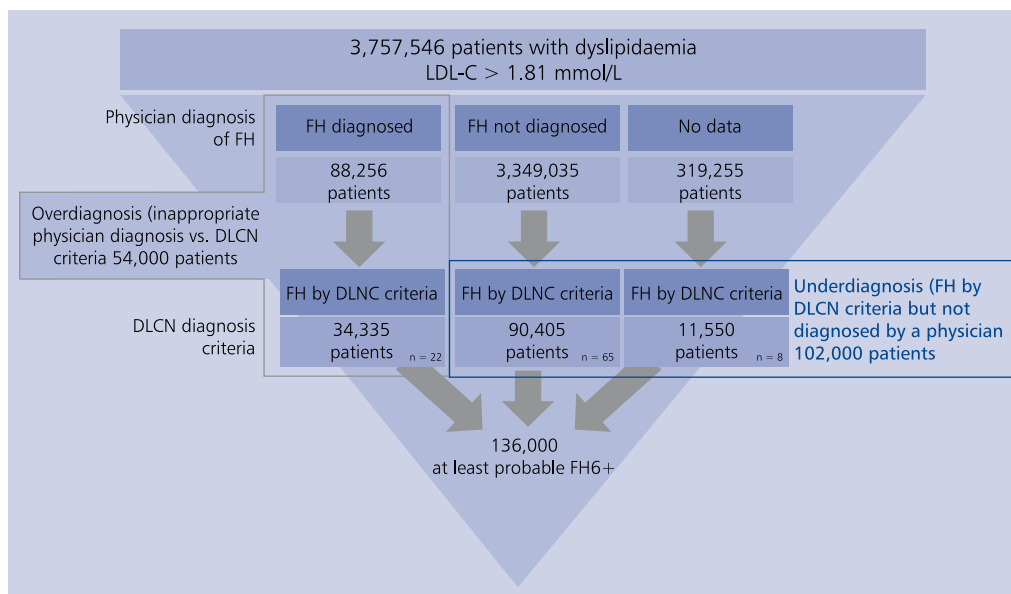 3,757,546 patients with dyslipidaemia
LDL-C > 1.81 mmol/L
Physician diagnosis
of FH
FH diagnosed
FH not diagnosed
No data
88,256
patients
3,349,035
patients
319,255
patients
Overdiagnosis (inappropriate
physician diagnosis vs. DLCN
criteria 54,000 patients
FH by DLNC criteria
FH by DLNC criteria
FH by DLNC criteria
Underdiagnosis (FH by
DLCN criteria but not
diagnosed by a physician
102,000 patients
DLCN diagnosis
criteria
34,335
patients
n = 22
90,405
patients
n = 65
11,550
patients
n = 8
136,000
at least probable FH6+